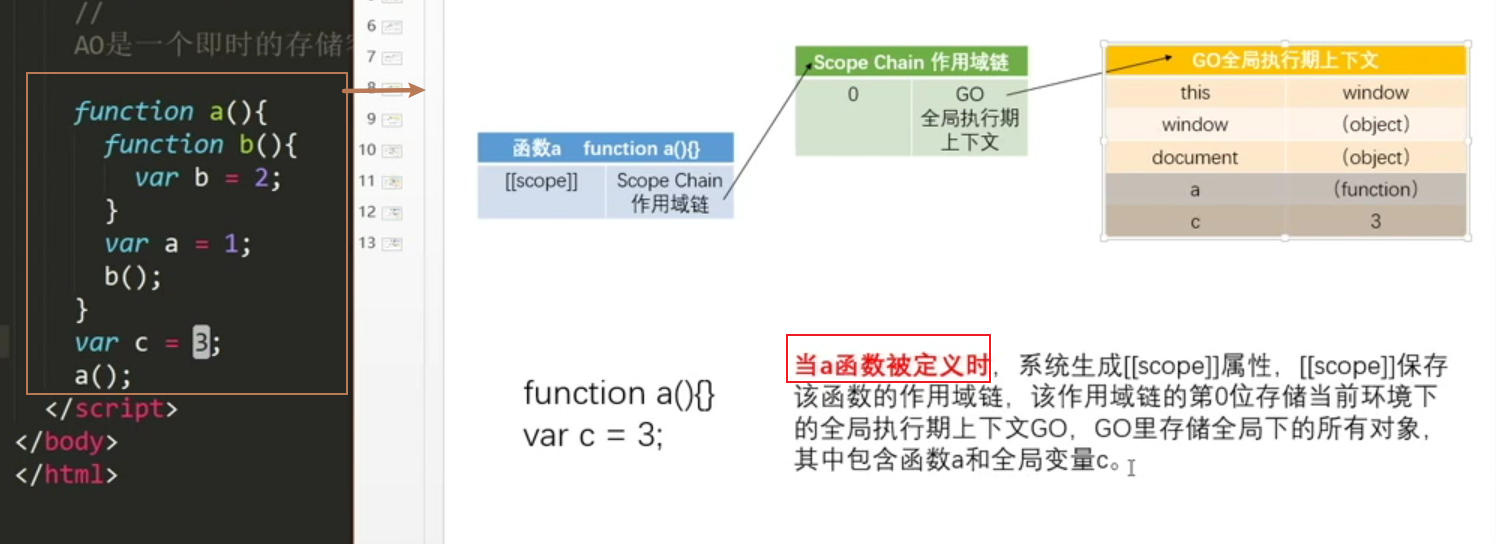 //
AO是一个即时的存储
function a(){
function b(){
var b = 2;
}
var a = 1;
b();
}
var c = 3;
a();
</script>
</body>
</html>
6
7
8
9
10
11
12
13
函数a function a(){}
[[scope]] Scope Chain
作用域链
Scope Chain 作用域链
0 GO
全局执行期
上下文
GO全局执行期上下文
this window
window (object)
document (object)
a (function)
c 3
function a(){}
var c = 3;
当a函数被定义时，系统生成[[scope]]属性，[[scope]]保存
该函数的作用域链，该作用域链的第0位存储当前环境下
的全局执行期上下文GO，GO里存储全局下的所有对象，
其中包含函数a和全局变量c。